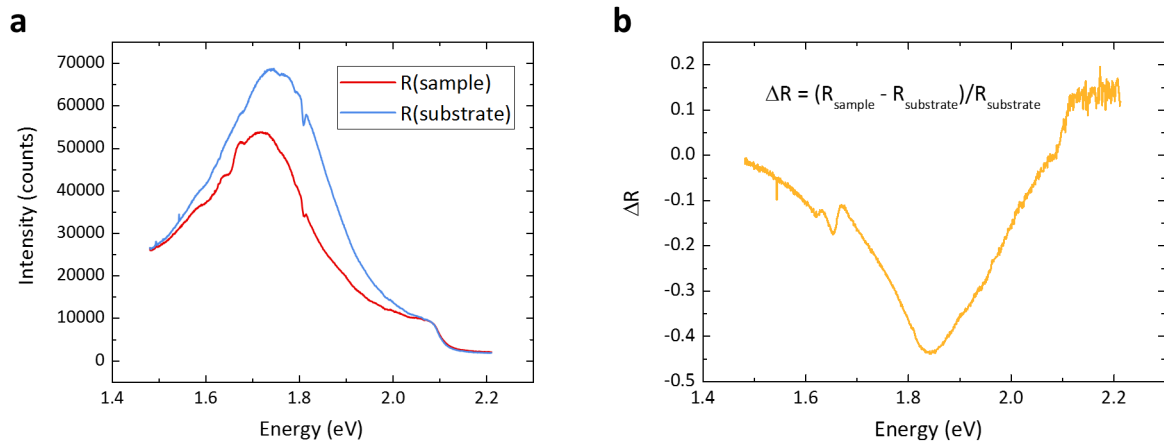 a
70000
60000
50000
40000
30000
20000
10000
0
Intensity (counts)
R(sample)
R(substrate)
1.4 1.6 1.8 2.0 2.2
Energy (eV)
b
0.2
0.1
0.0
-0.1
-0.2
-0.3
-0.4
-0.5
ΔR
ΔR = (Rsample - Rsubstrate)/Rsubstrate
1.4 1.6 1.8 2.0 2.2
Energy (eV)